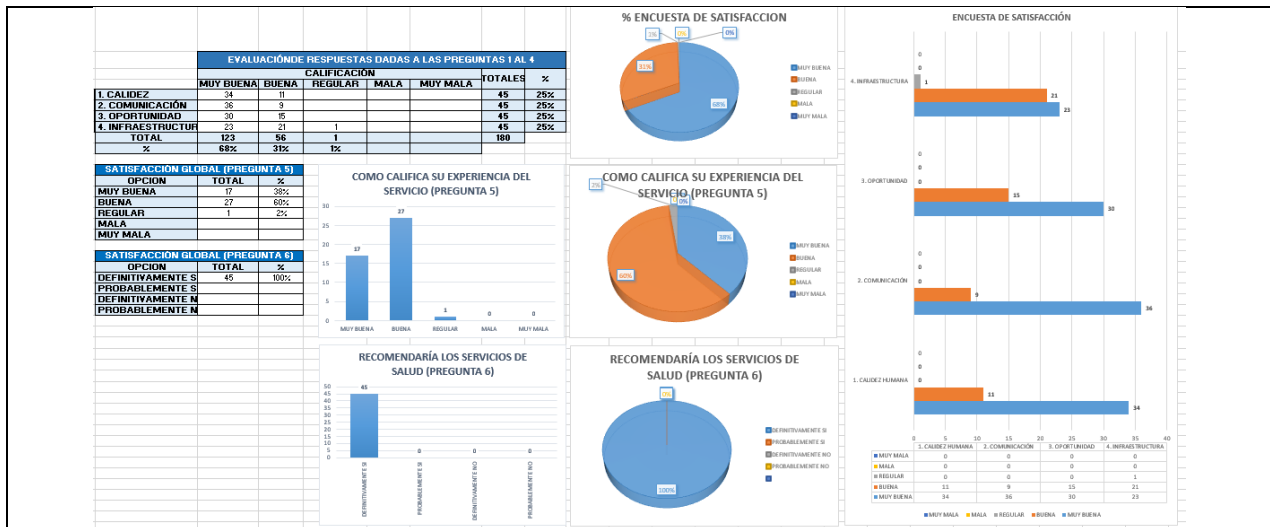 EVALUACIÓNDE RESPUESTAS DADAS A LAS PREGUNTAS 1 AL 4
CALIFICACIÓN TOTALES %
MUY BUENA BUENA REGULAR MALA MUY MALA
1. CALIDEZ 34 11 45 25%
2. COMUNICACIÓN 36 9 45 25%
3. OPORTUNIDAD 30 15 45 25%
4. INFRAESTRUCTUR 23 21 1 45 25%
TOTAL 123 56 1 180
% 68% 31% 1%
SATISFACCIÓN GLOBAL (PREGUNTA 5)
OPCION TOTAL %
MUY BUENA 17 38%
BUENA 27 60%
REGULAR 1 2%
MALA
MUY MALA
SATISFACCIÓN GLOBAL (PREGUNTA 6)
OPCION TOTAL %
DEFINITIVAMENTE S 45 100%
PROBABLEMENTE S
DEFINITIVAMENTE N
PROBABLEMENTE N
COMO CALIFICA SU EXPERIENCIA DEL
SERVICIO (PREGUNTA 5)
30
25
20
15
10
5
0
17 27 1 0 0
MUY BUENA BUENA REGULAR MALA MUY MALA
RECOMENDARÍA LOS SERVICIOS DE
SALUD (PREGUNTA 6)
50
45
40
35
30
25
20
15
10
5
0
45 0 0 0
DEFINITIVAMENTE SI
PROBABLEMENTE SI
DEFINITIVAMENTE NO
PROBABLEMENTE NO
% ENCUESTA DE SATISFACCION
1% 0% 0%
31%
68%
MUY BUENA
BUENA
REGULAR
MALA
MUY MALA
COMO CALIFICA SU EXPERIENCIA DEL
SERVICIO (PREGUNTA 5)
2% 0%
38%
60%
MUY BUENA
BUENA
REGULAR
MALA
MUY MALA
RECOMENDARÍA LOS SERVICIOS DE
SALUD (PREGUNTA 6)
0%
100%
DEFINITIVAMENTE SI
PROBABLEMENTE SI
DEFINITIVAMENTE NO
PROBABLEMENTE NO
ENCUESTA DE SATISFACCIÓN
0
0
4. INFRAESTRUCTURA 1
21
23
0
0
3. OPORTUNIDAD 0
15
30
0
0
2. COMUNICACIÓN 0
9
36
0
0
1. CALIDEZ HUMANA 0
11
34
0 5 10 15 20 25 30 35 40
1. CALIDEZ HUMANA 2. COMUNICACIÓN 3. OPORTUNIDAD 4. INFRAESTRUCTURA
MUY MALA 0 0 0 0
MALA 0 0 0 0
REGULAR 0 0 0 1
BUENA 11 9 15 21
MUY BUENA 34 36 30 23
MUY MALA MALA REGULAR BUENA MUY BUENA